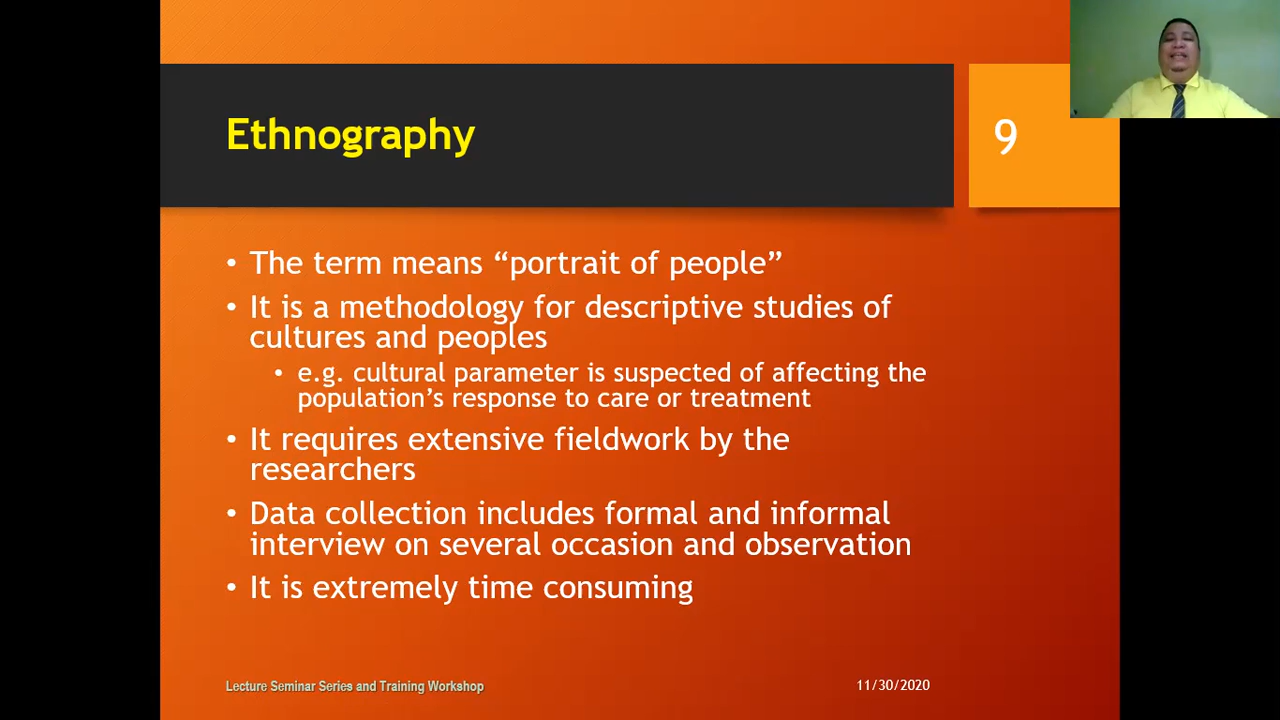 Ethnography
9
• The term means “portrait of people”
• It is a methodology for descriptive studies of
cultures and peoples
• e.g. cultural parameter is suspected of affecting the
population’s response to care or treatment
• It requires extensive fieldwork by the
researchers
• Data collection includes formal and informal
interview on several occasion and observation
• It is extremely time consuming
Lecture Seminar Series and Training Workshop
11/30/2020